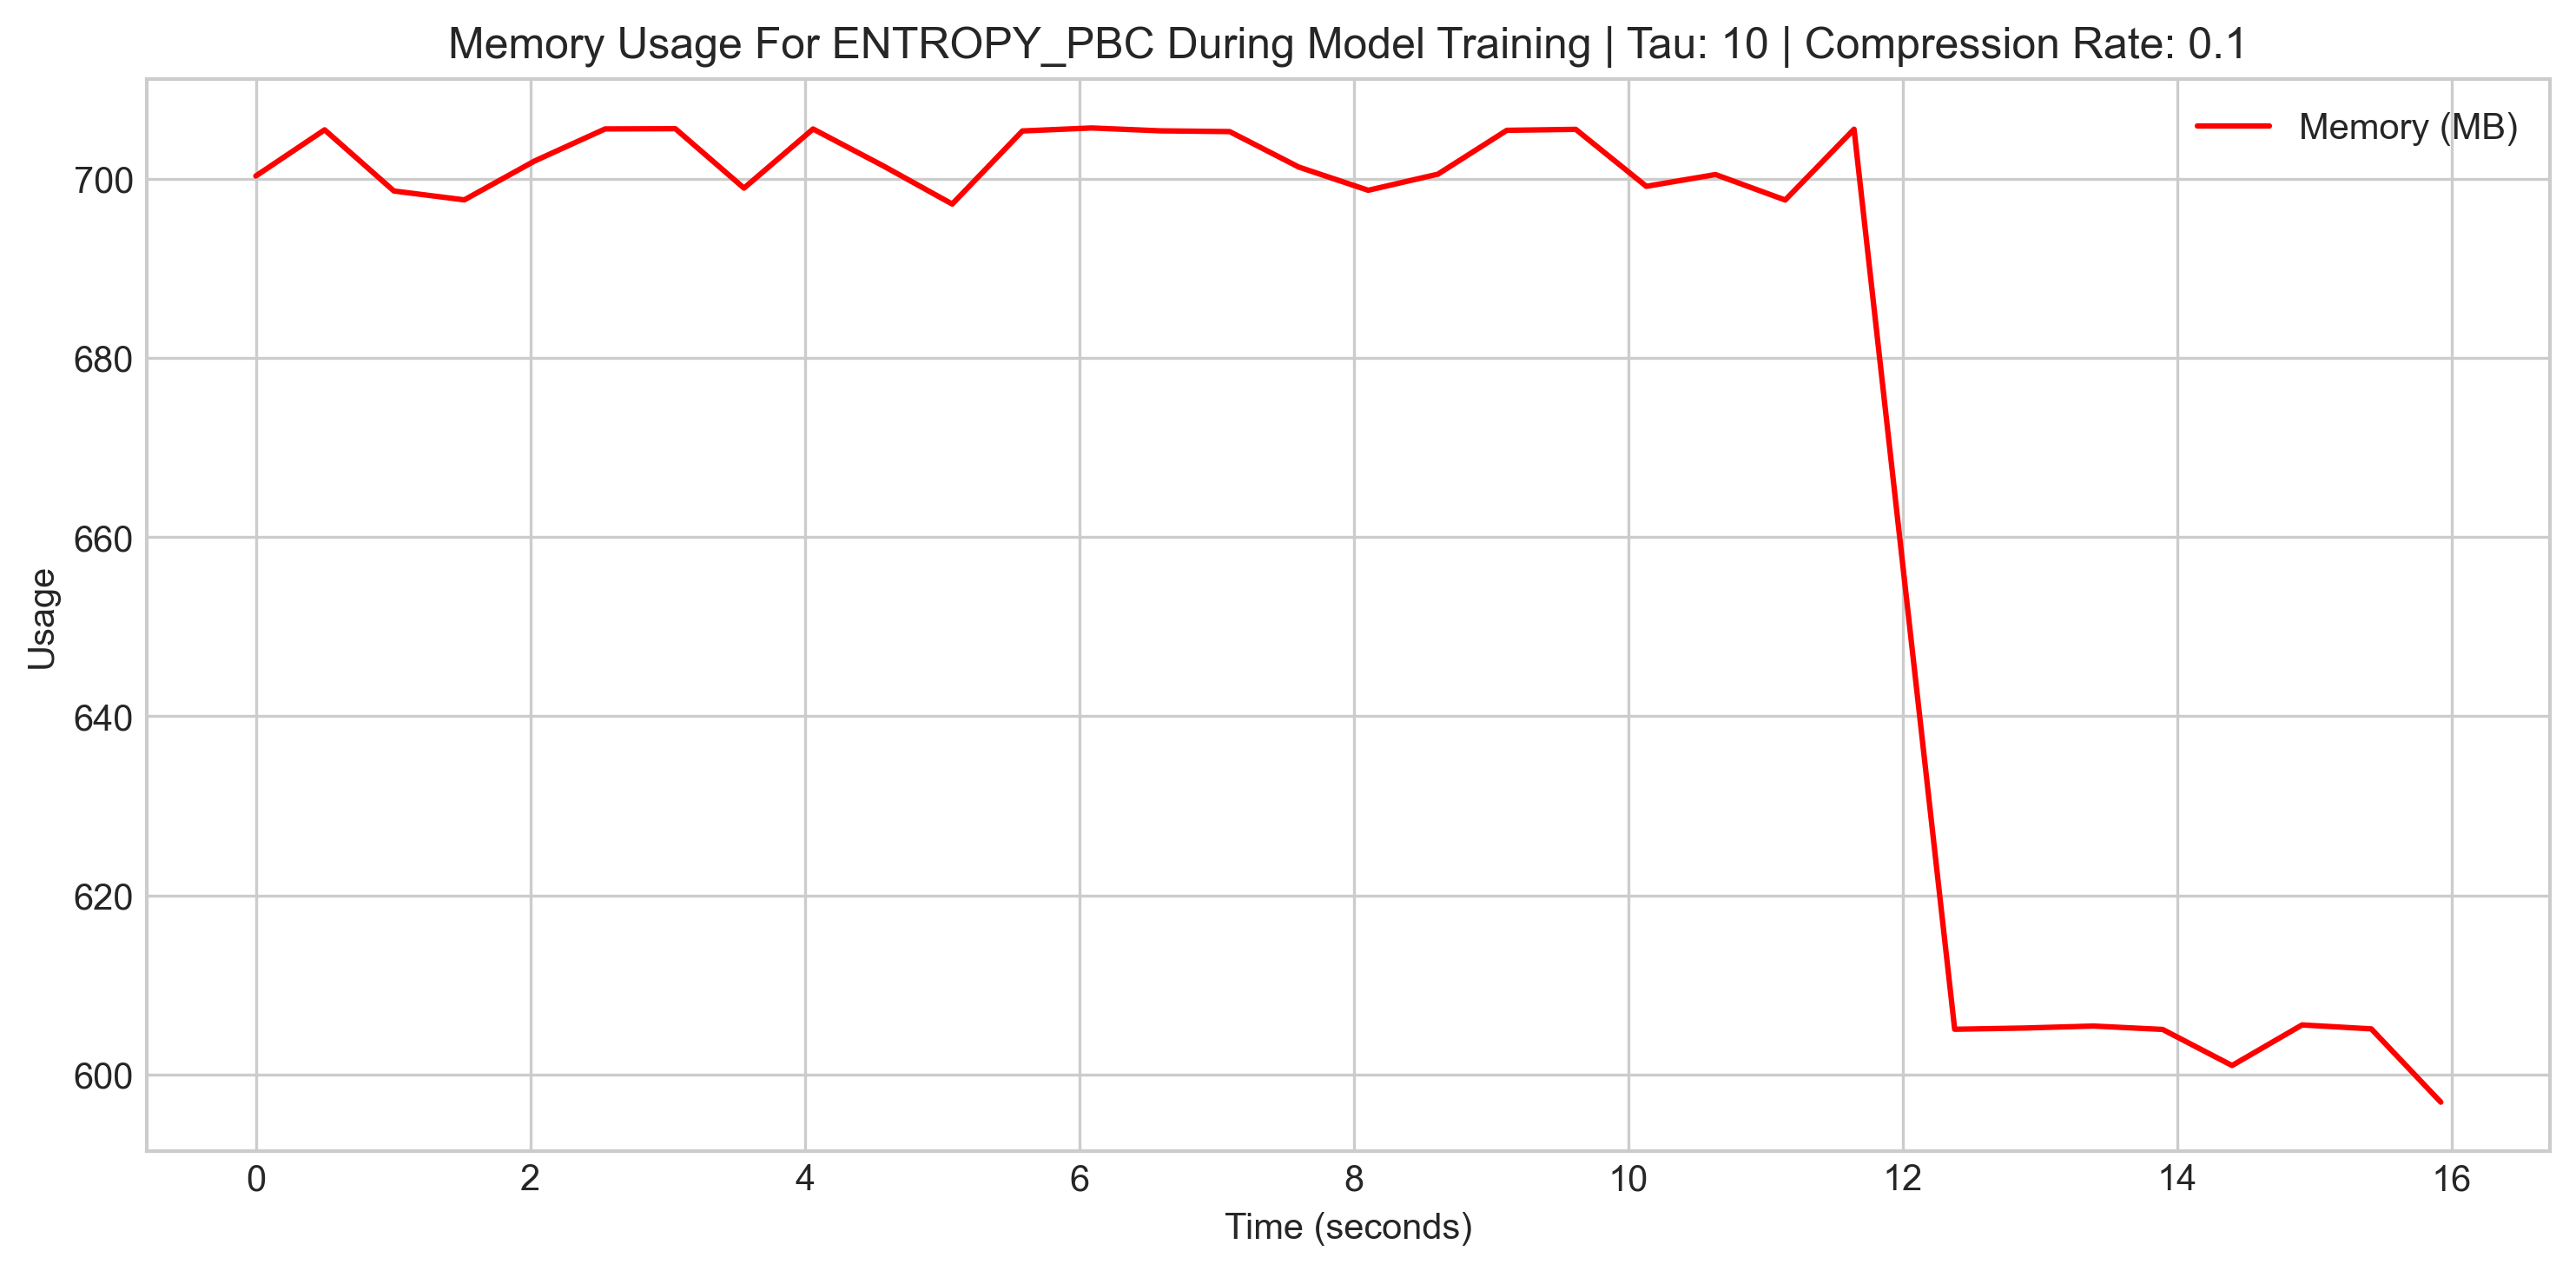 Memory Usage For ENTROPY_PBC During Model Training | Tau: 10 | Compression Rate: 0.1
Memory (MB)
700
680
660
640
620
600
Usage
0 2 4 6 8 10 12 14 16
Time (seconds)